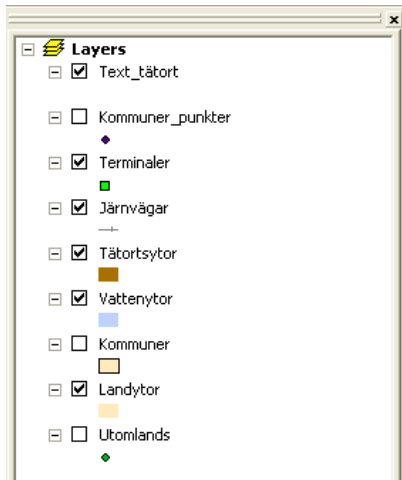 Layers
Text_tätort
Kommuner_punkter
Terminaler
Järnvägar
Tätortsytor
Vattenytor
Kommuner
Landytor
Utomlands